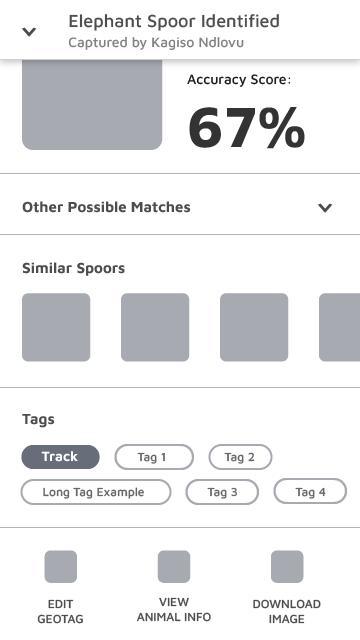 Elephant Spoor Identified
Captured by Kagiso Ndlovu
Accuracy Score:
67%
Other Possible Matches
Similar Spoors
Tags
Track Tag 1 Tag 2
Long Tag Example Tag 3 Tag 4
EDIT
GEOTAG
VIEW
ANIMAL INFO
DOWNLOAD
IMAGE